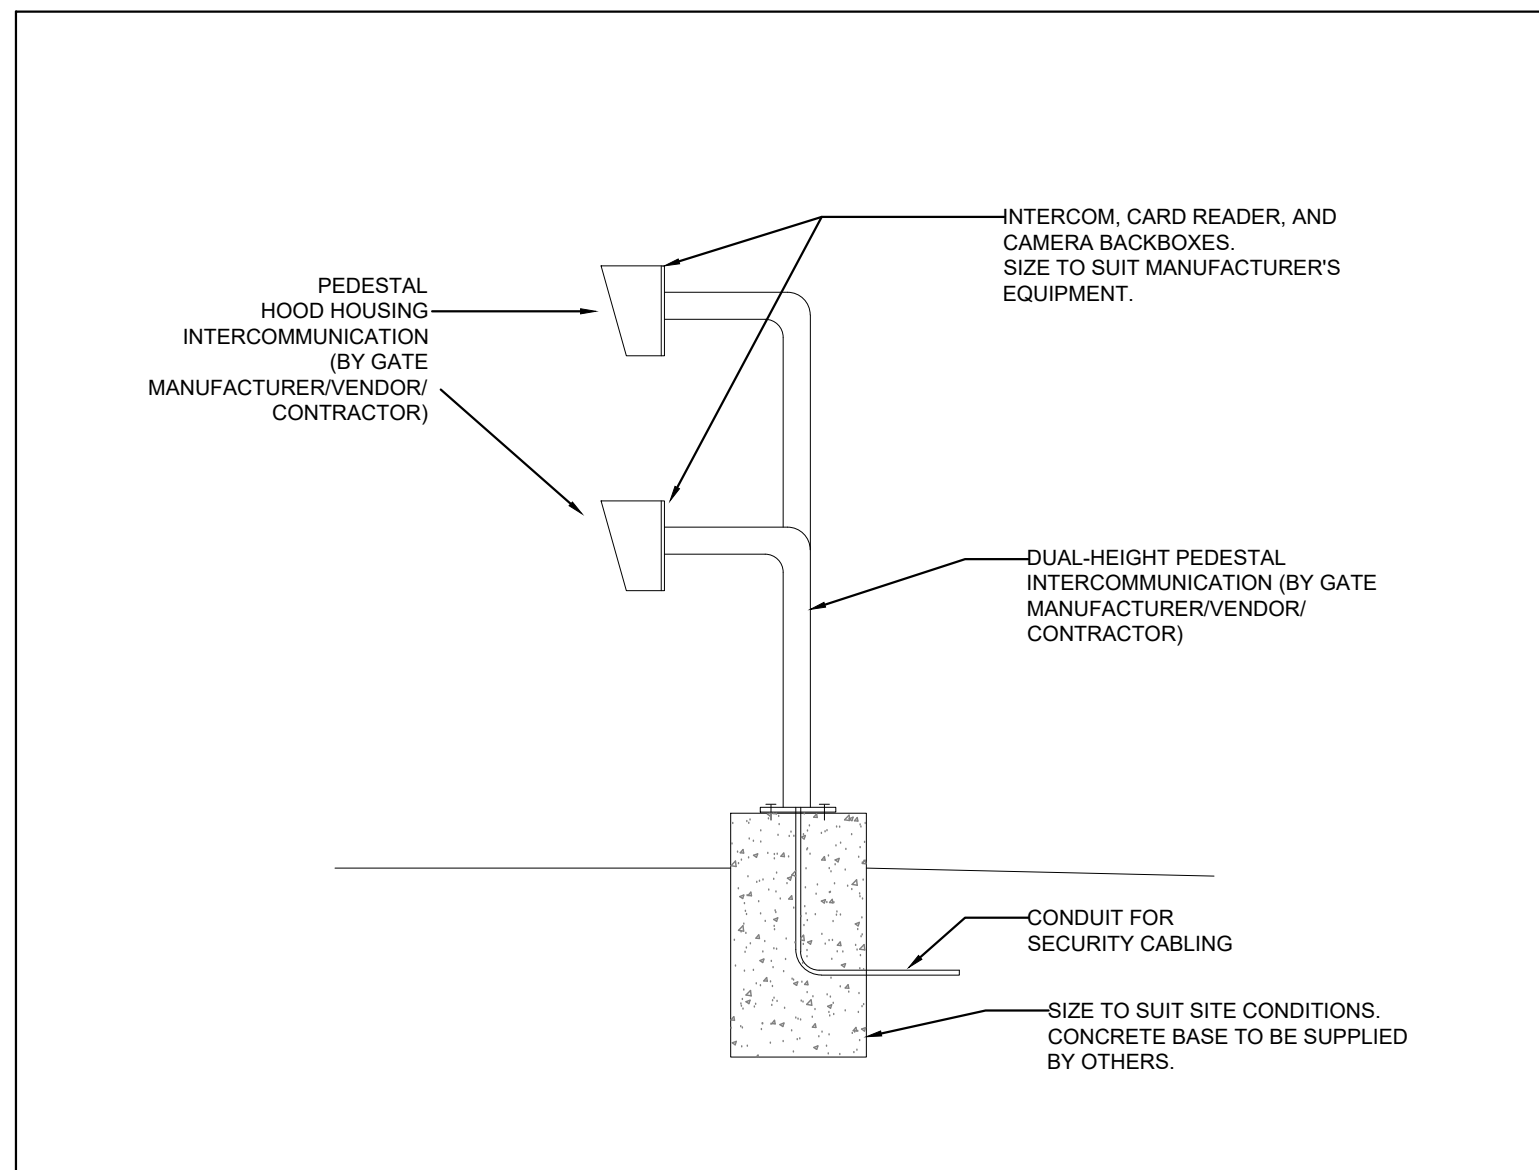 INTERCOM, CARD READER, AND
CAMERA BACKBOXES.
SIZE TO SUIT MANUFACTURER'S
EQUIPMENT.
PEDESTAL
HOOD HOUSING
INTERCOMMUNICATION
(BY GATE
MANUFACTURER/VENDOR/
CONTRACTOR)
DUAL-HEIGHT PEDESTAL
INTERCOMMUNICATION (BY GATE
MANUFACTURER/VENDOR/
CONTRACTOR)
CONDUIT FOR
SECURITY CABLING
SIZE TO SUIT SITE CONDITIONS.
CONCRETE BASE TO BE SUPPLIED
BY OTHERS.